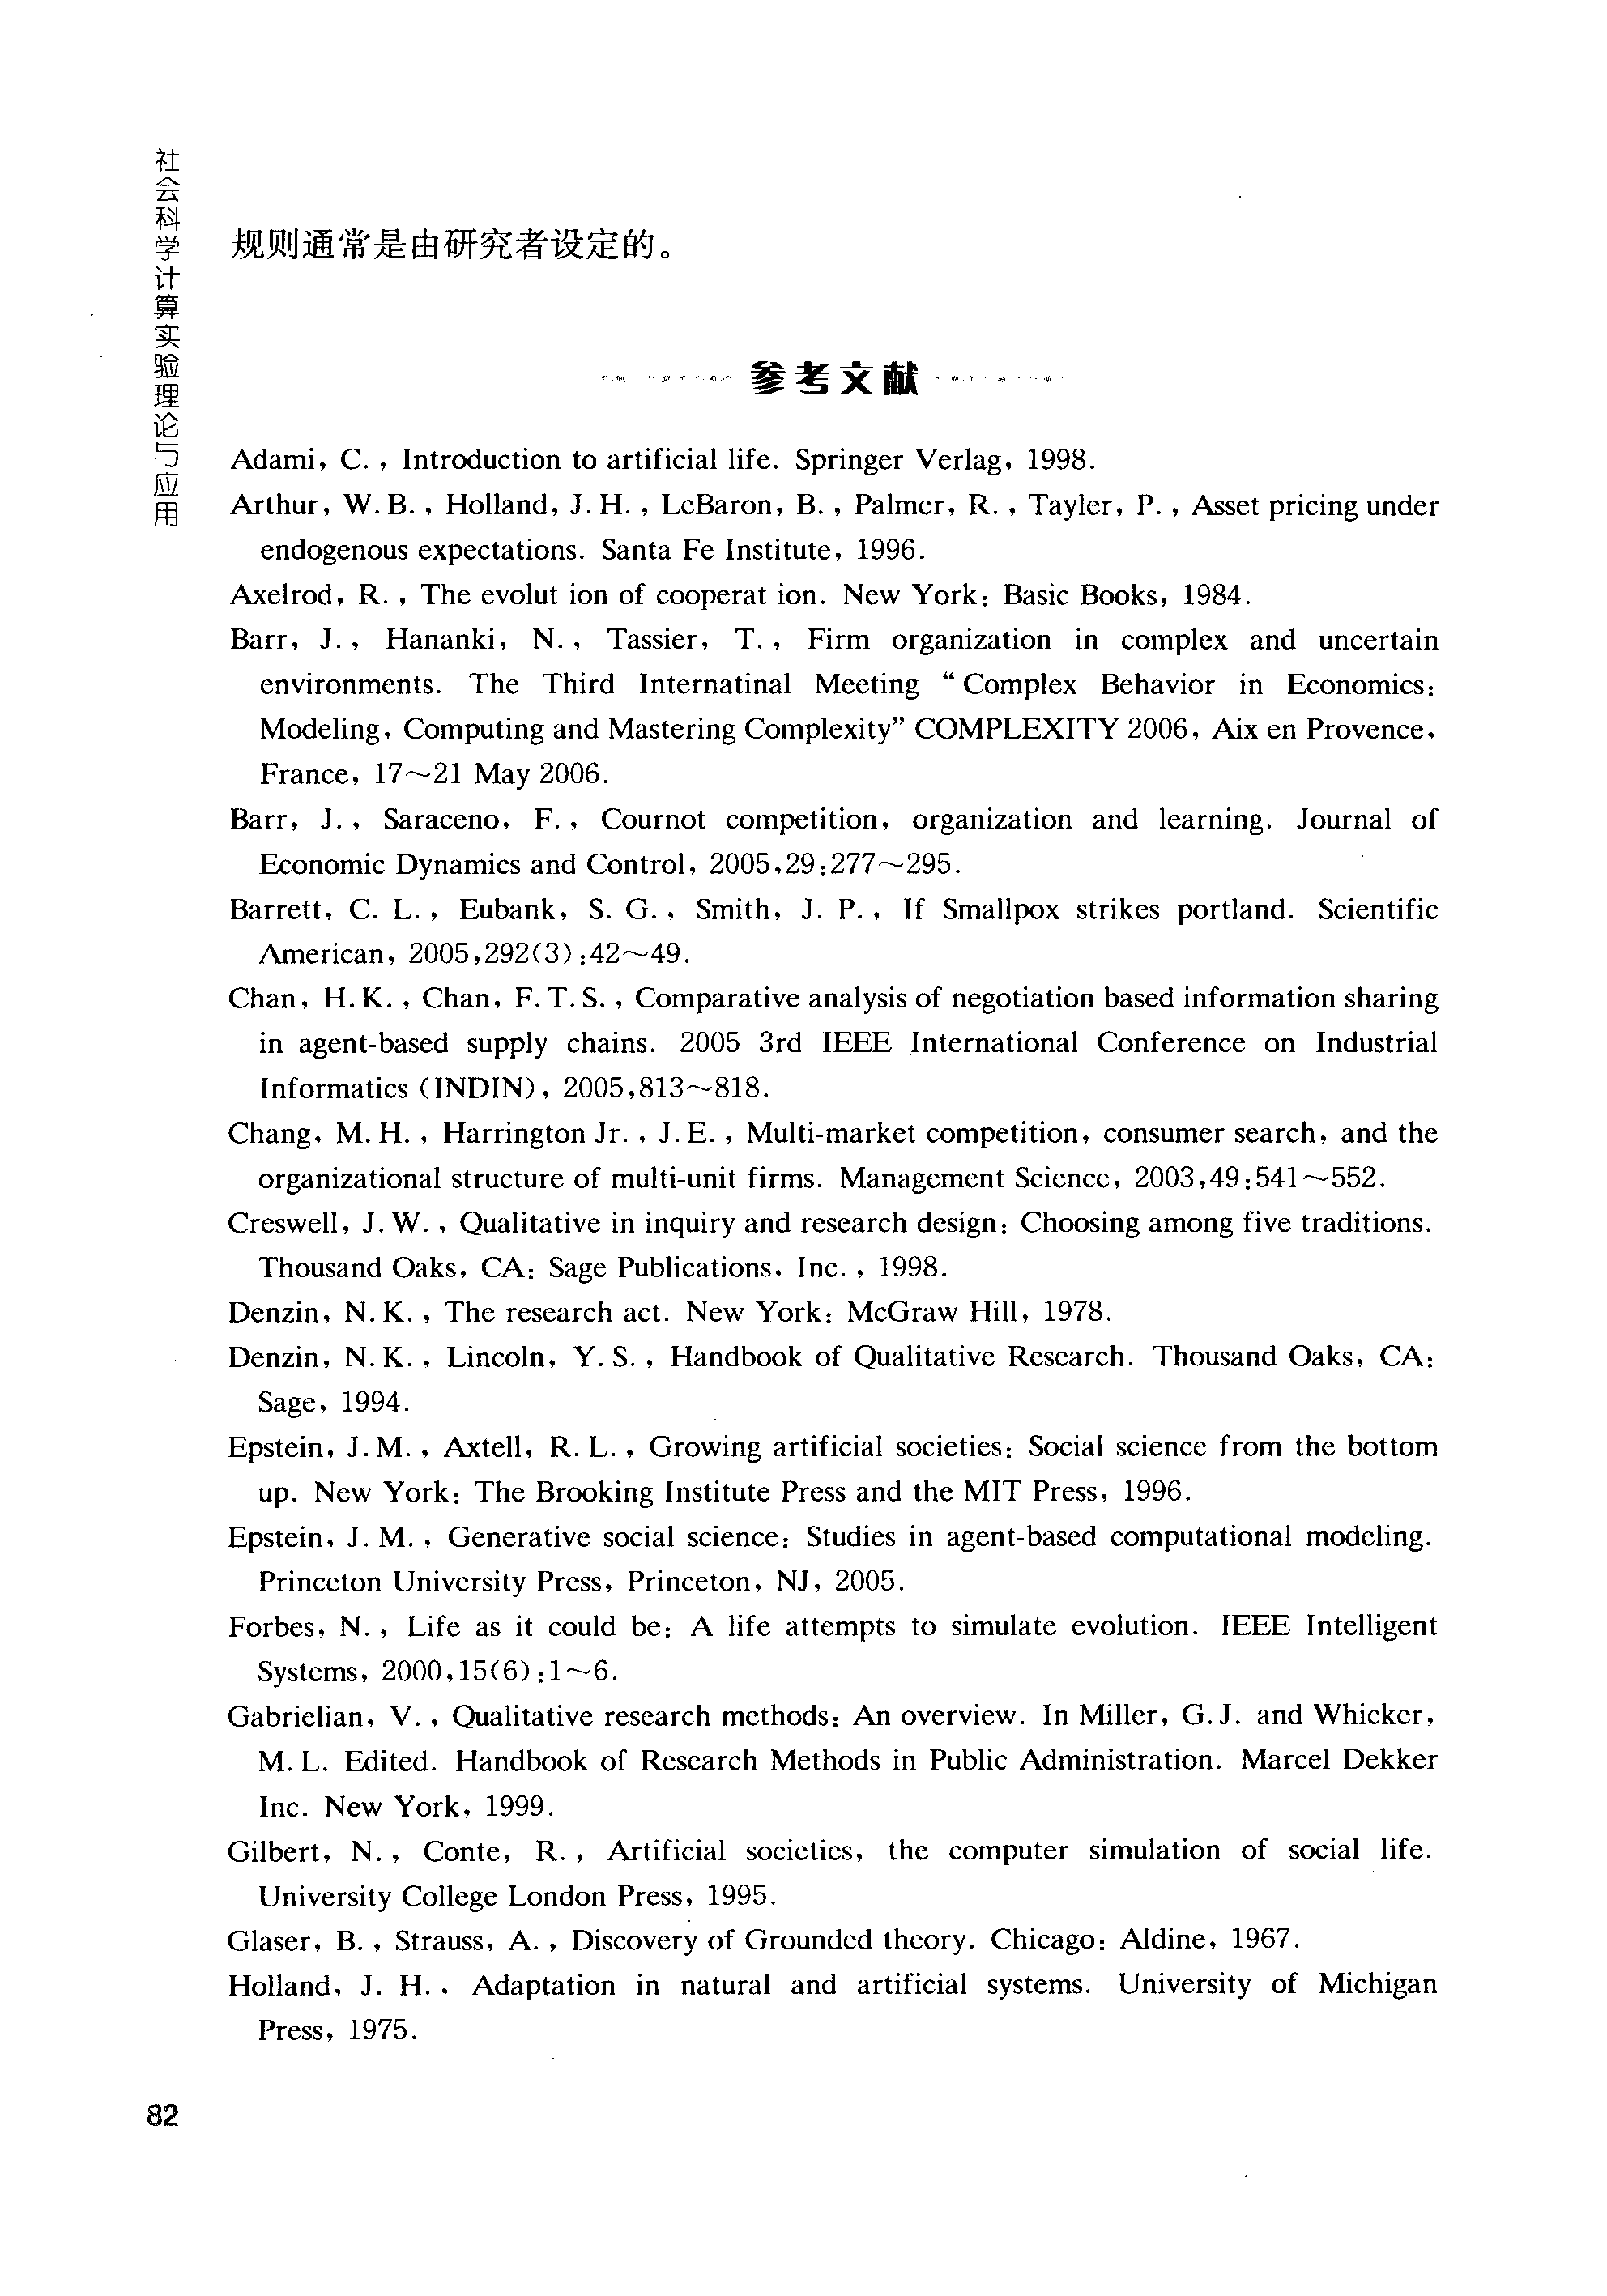 社会科学计算实验理论与应用
规则通常是由研究者设定的。
参考文献
Adami, C., Introduction to artificial life. Springer Verlag, 1998.
Arthur, W. B., Holland, J. H., LeBaron, B., Palmer, R., Tayler, P., Asset pricing under
endogenous expectations. Santa Fe Institute, 1996.
Axelrod, R., The evolut ion of cooperat ion. New York: Basic Books, 1984.
Barr, J., Hananki, N., Tassier, T., Firm organization in complex and uncertain
environments. The Third Internatinal Meeting “Complex Behavior in Economics:
Modeling, Computing and Mastering Complexity” COMPLEXITY 2006, Aix en Provence,
France, 17～21 May 2006.
Barr, J., Saraceno, F., Cournot competition, organization and learning. Journal of
Economic Dynamics and Control, 2005,29:277～295.
Barrett, C. L., Eubank, S. G., Smith, J. P., If Smallpox strikes portland. Scientific
American, 2005,292(3):42～49.
Chan, H. K., Chan, F. T. S., Comparative analysis of negotiation based information sharing
in agent-based supply chains. 2005 3rd IEEE International Conference on Industrial
Informatics (INDIN), 2005,813～818.
Chang, M. H., Harrington Jr., J. E., Multi-market competition, consumer search, and the
organizational structure of multi-unit firms. Management Science, 2003,49:541～552.
Creswell, J. W., Qualitative in inquiry and research design: Choosing among five traditions.
Thousand Oaks, CA: Sage Publications, Inc., 1998.
Denzin, N. K., The research act. New York: McGraw Hill, 1978.
Denzin, N. K., Lincoln, Y. S., Handbook of Qualitative Research. Thousand Oaks, CA:
Sage, 1994.
Epstein, J. M., Axtell, R. L., Growing artificial societies: Social science from the bottom
up. New York: The Brooking Institute Press and the MIT Press, 1996.
Epstein, J. M., Generative social science: Studies in agent-based computational modeling.
Princeton University Press, Princeton, NJ, 2005.
Forbes, N., Life as it could be: A life attempts to simulate evolution. IEEE Intelligent
Systems, 2000,15(6):1～6.
Gabrielian, V., Qualitative research methods: An overview. In Miller, G. J. and Whicker,
M. L. Edited. Handbook of Research Methods in Public Administration. Marcel Dekker
Inc. New York, 1999.
Gilbert, N., Conte, R., Artificial societies, the computer simulation of social life.
University College London Press, 1995.
Glaser, B., Strauss, A., Discovery of Grounded theory. Chicago: Aldine, 1967.
Holland, J. H., Adaptation in natural and artificial systems. University of Michigan
Press, 1975.
82